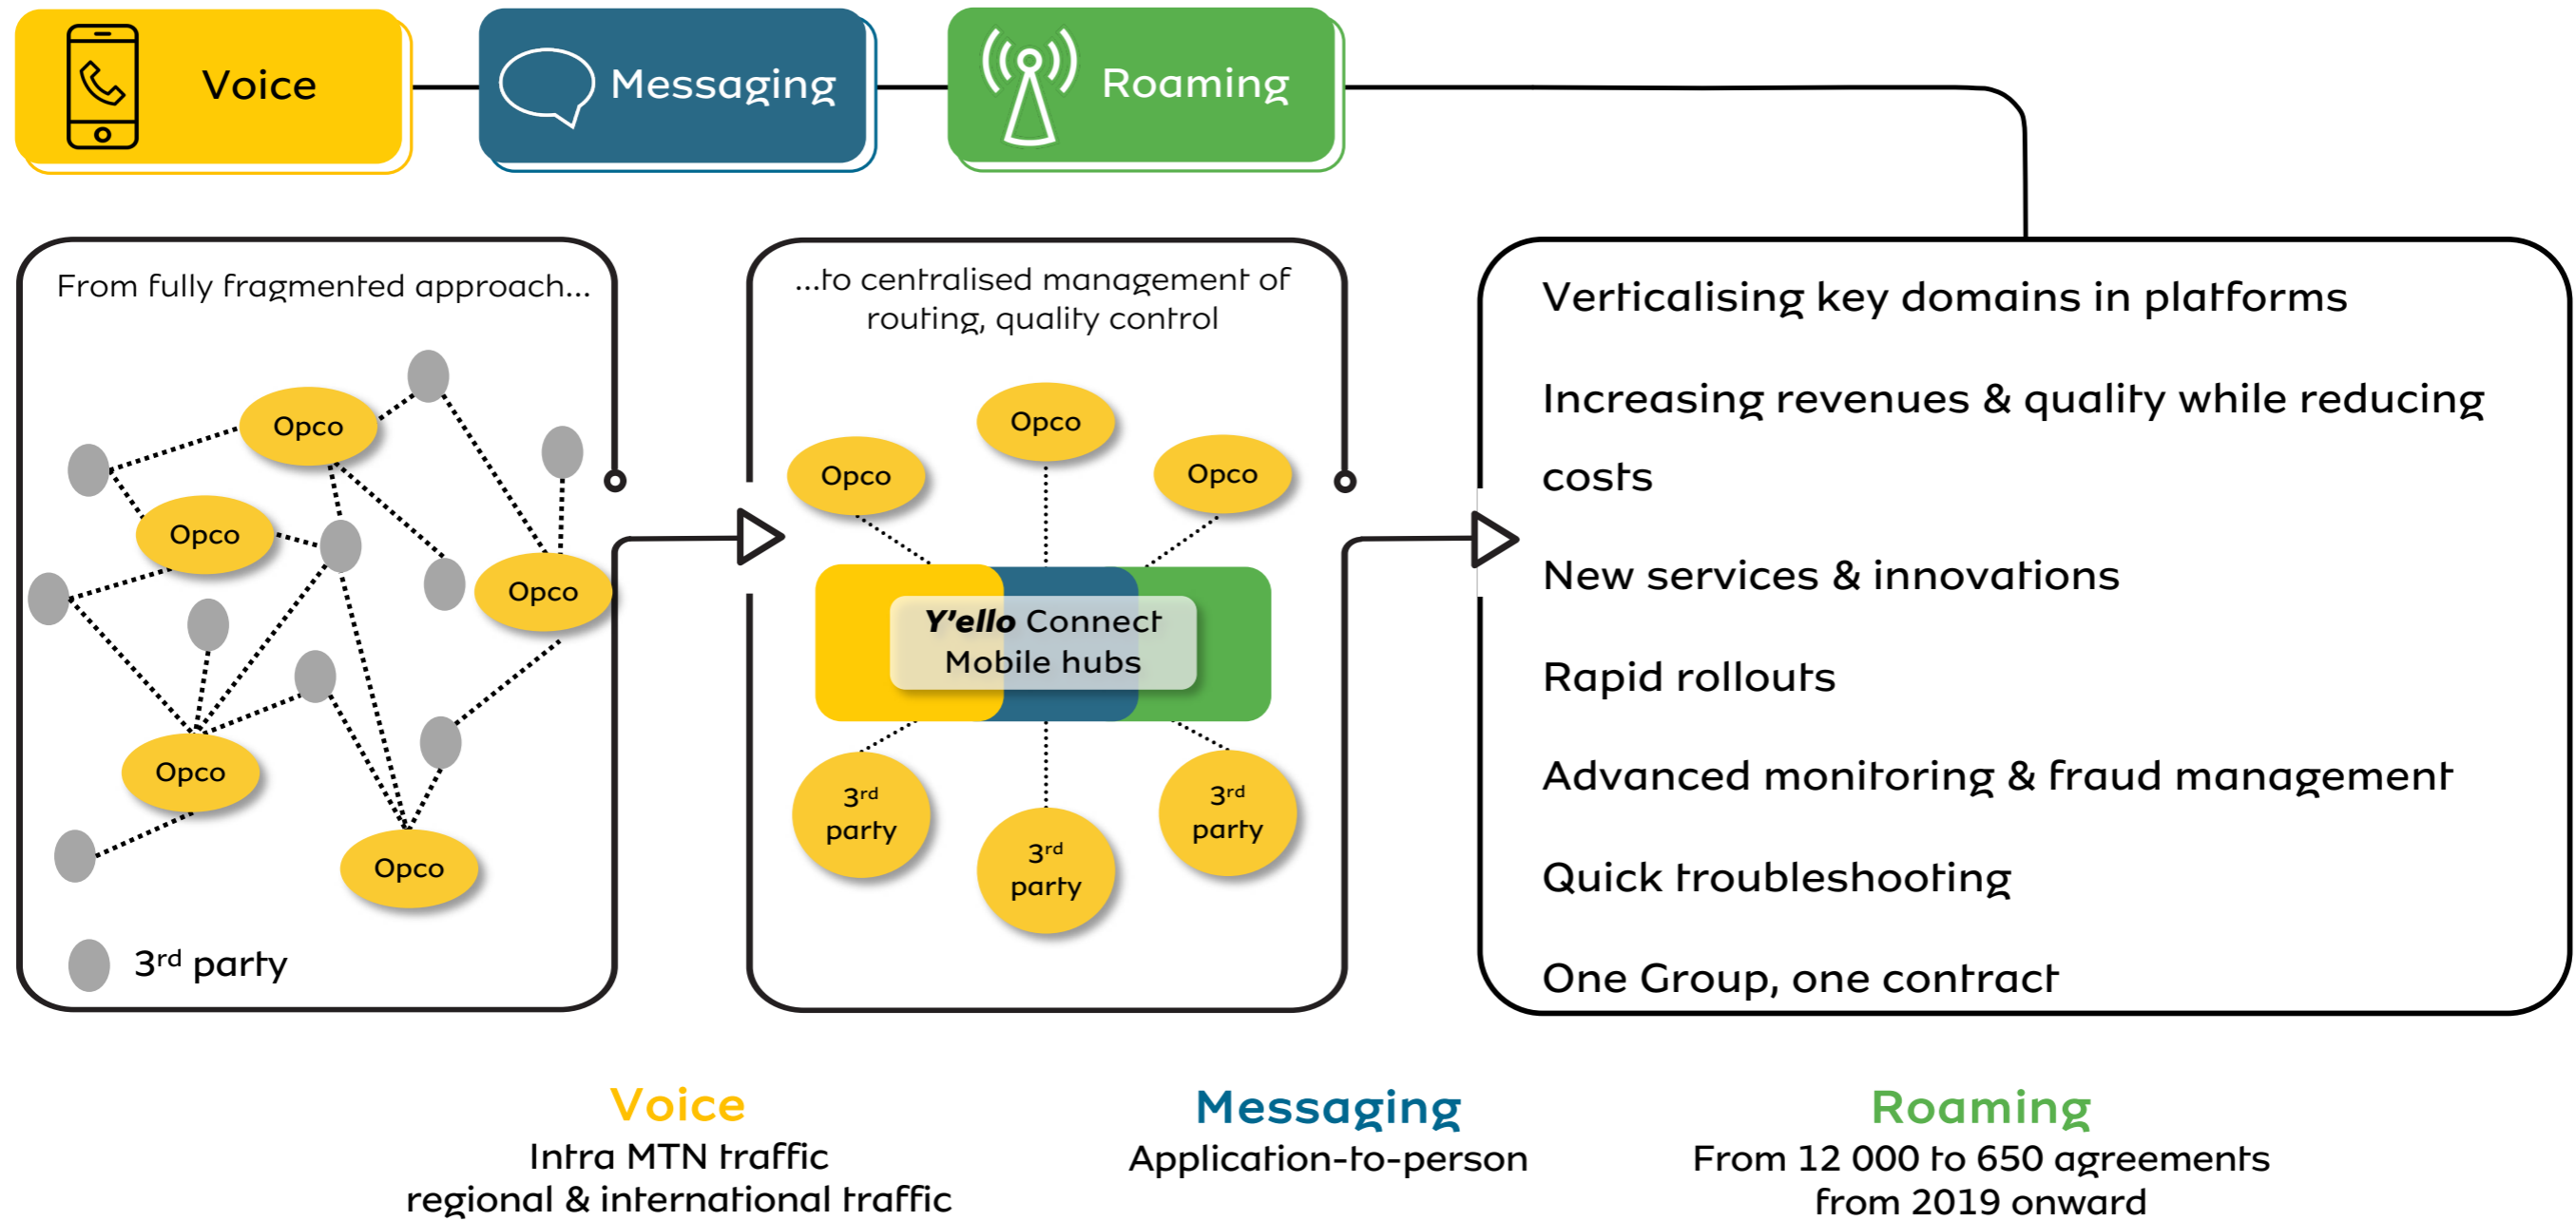 Voice
Messaging
Roaming
From fully fragmented approach...
Opco
Opco
Opco
Opco
Opco
3rd party
...to centralised management of
routing, quality control
Opco
Opco
Opco
Y'ello Connect
Mobile hubs
3rd
party
3rd
party
3rd
party
Verticalising key domains in platforms
Increasing revenues & quality while reducing
costs
New services & innovations
Rapid rollouts
Advanced monitoring & fraud management
Quick troubleshooting
One Group, one contract
Voice
Intra MTN traffic
regional & international traffic
Messaging
Application-to-person
Roaming
From 12 000 to 650 agreements
from 2019 onward